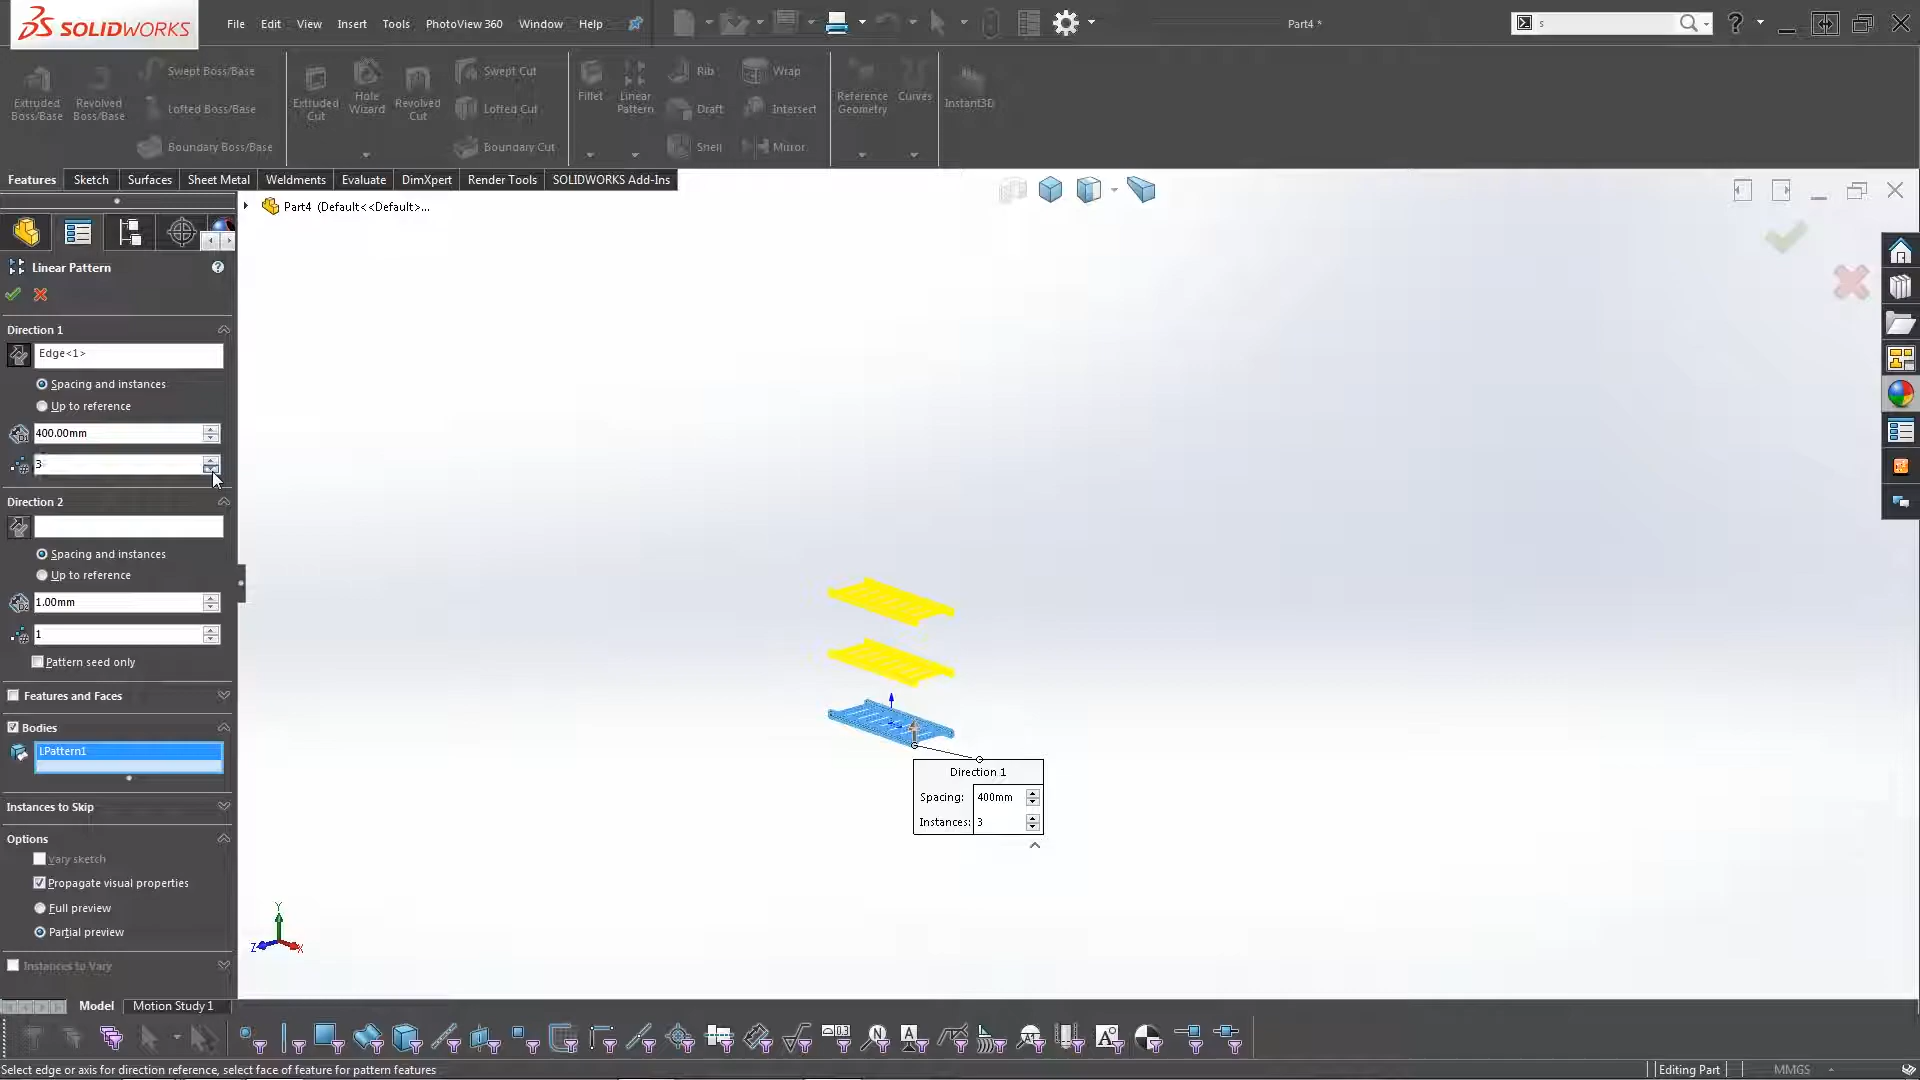 SOLIDWORKS
File Edit View Insert Tools PhotoView 360 Window Help
Part4 *
s
Extruded Boss/Base
Revolved Boss/Base
Swept Boss/Base
Lofted Boss/Base
Boundary Boss/Base
Extruded Cut
Hole Wizard
Revolved Cut
Swept Cut
Lofted Cut
Boundary Cut
Fillet
Linear Pattern
Rib
Draft
Shell
Wrap
Intersect
Mirror
Reference Geometry
Curves
Instant3D
Features Sketch Surfaces Sheet Metal Weldments Evaluate DimXpert Render Tools SOLIDWORKS Add-Ins
Part4 (Default<<Default>...
Linear Pattern
Direction 1
Edge<1>
Spacing and instances
Up to reference
400.00mm
3
Direction 2
Spacing and instances
Up to reference
1.00mm
1
Pattern seed only
Features and Faces
Bodies
LPattern1
Instances to Skip
Options
Vary sketch
Propagate visual properties
Full preview
Partial preview
Instances to Vary
Direction 1
Spacing: 400mm
Instances: 3
Y
Z
X
Model Motion Study 1
Select edge or axis for direction reference, select face of feature for pattern features
Editing Part
MMGS